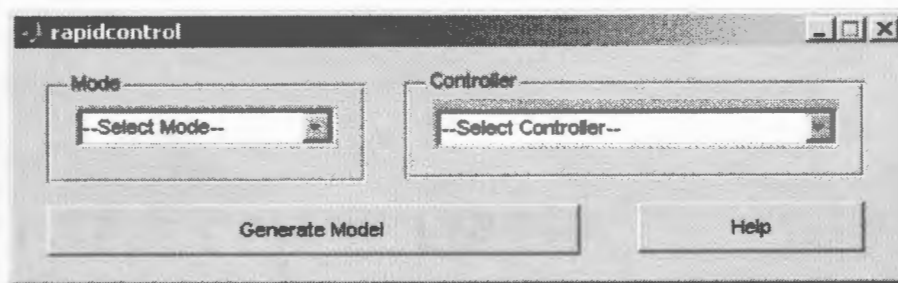 rapidcontrol
Mode
Controller
--Select Mode--
--Select Controller--
Generate Model
Help